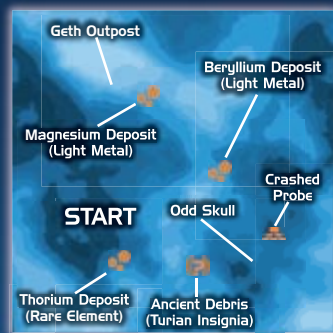 Geth Outpost
Beryllium Deposit
(Light Metal)
Magnesium Deposit
(Light Metal)
Crashed
Probe
START
Odd Skull
Thorium Deposit
(Rare Element)
Ancient Debris
(Turian Insignia)